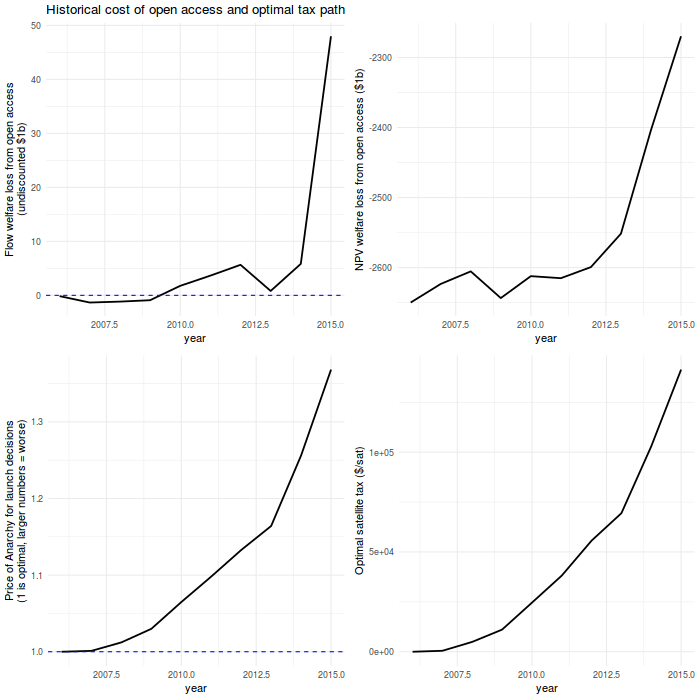 Historical cost of open access and optimal tax path
Flow welfare loss from open access
(undiscounted $1b)
50
40
30
20
10
0
2007.5 2010.0 2012.5 2015.0
year
NPV welfare loss from open access ($1b)
-2300
-2400
-2500
-2600
2007.5 2010.0 2012.5 2015.0
year
Price of Anarchy for launch decisions
(1 is optimal, larger numbers = worse)
1.3
1.2
1.1
1.0
2007.5 2010.0 2012.5 2015.0
year
Optimal satellite tax ($/sat)
1e+05
5e+04
0e+00
2007.5 2010.0 2012.5 2015.0
year